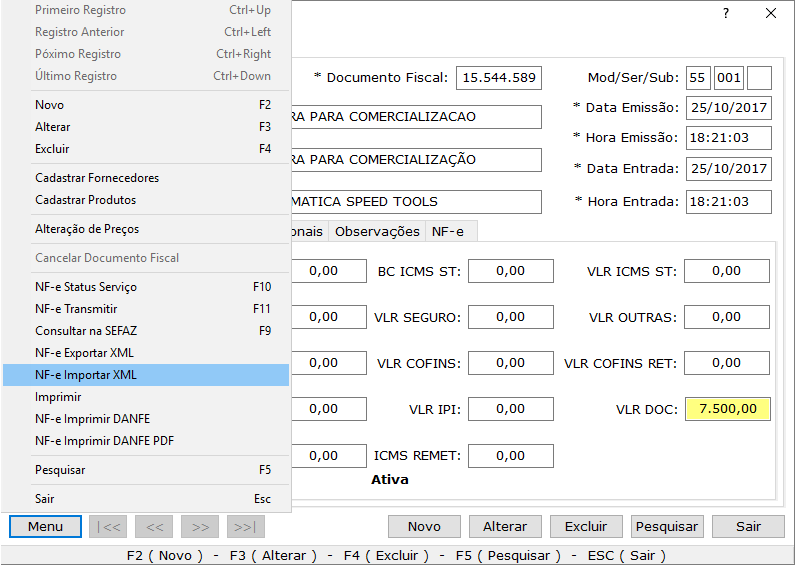 Primeiro Registro Ctrl+Up
Registro Anterior Ctrl+Left
Póximo Registro Ctrl+Right
Último Registro Ctrl+Down
Novo F2
Alterar F3
Excluir F4
Cadastrar Fornecedores
Cadastrar Produtos
Alteração de Preços
Cancelar Documento Fiscal
NF-e Status Serviço F10
NF-e Transmitir F11
Consultar na SEFAZ F9
NF-e Exportar XML
NF-e Importar XML
Imprimir
NF-e Imprimir DANFE
NF-e Imprimir DANFE PDF
Pesquisar F5
Sair Esc
?
* Documento Fiscal: 15.544.589 Mod/Ser/Sub: 55 001
RA PARA COMERCIALIZACAO * Data Emissão: 25/10/2017
* Hora Emissão: 18:21:03
RA PARA COMERCIALIZAÇÃO * Data Entrada: 25/10/2017
MATICA SPEED TOOLS * Hora Entrada: 18:21:03
onais Observações NF-e
0,00 BC ICMS ST: 0,00 VLR ICMS ST: 0,00
0,00 VLR SEGURO: 0,00 VLR OUTRAS: 0,00
0,00 VLR COFINS: 0,00 VLR COFINS RET: 0,00
0,00 VLR IPI: 0,00 VLR DOC: 7.500,00
0,00 ICMS REMET: 0,00
Ativa
Menu |<< << >> >>| Novo Alterar Excluir Pesquisar Sair
F2 ( Novo ) - F3 ( Alterar ) - F4 ( Excluir ) - F5 ( Pesquisar ) - ESC ( Sair )